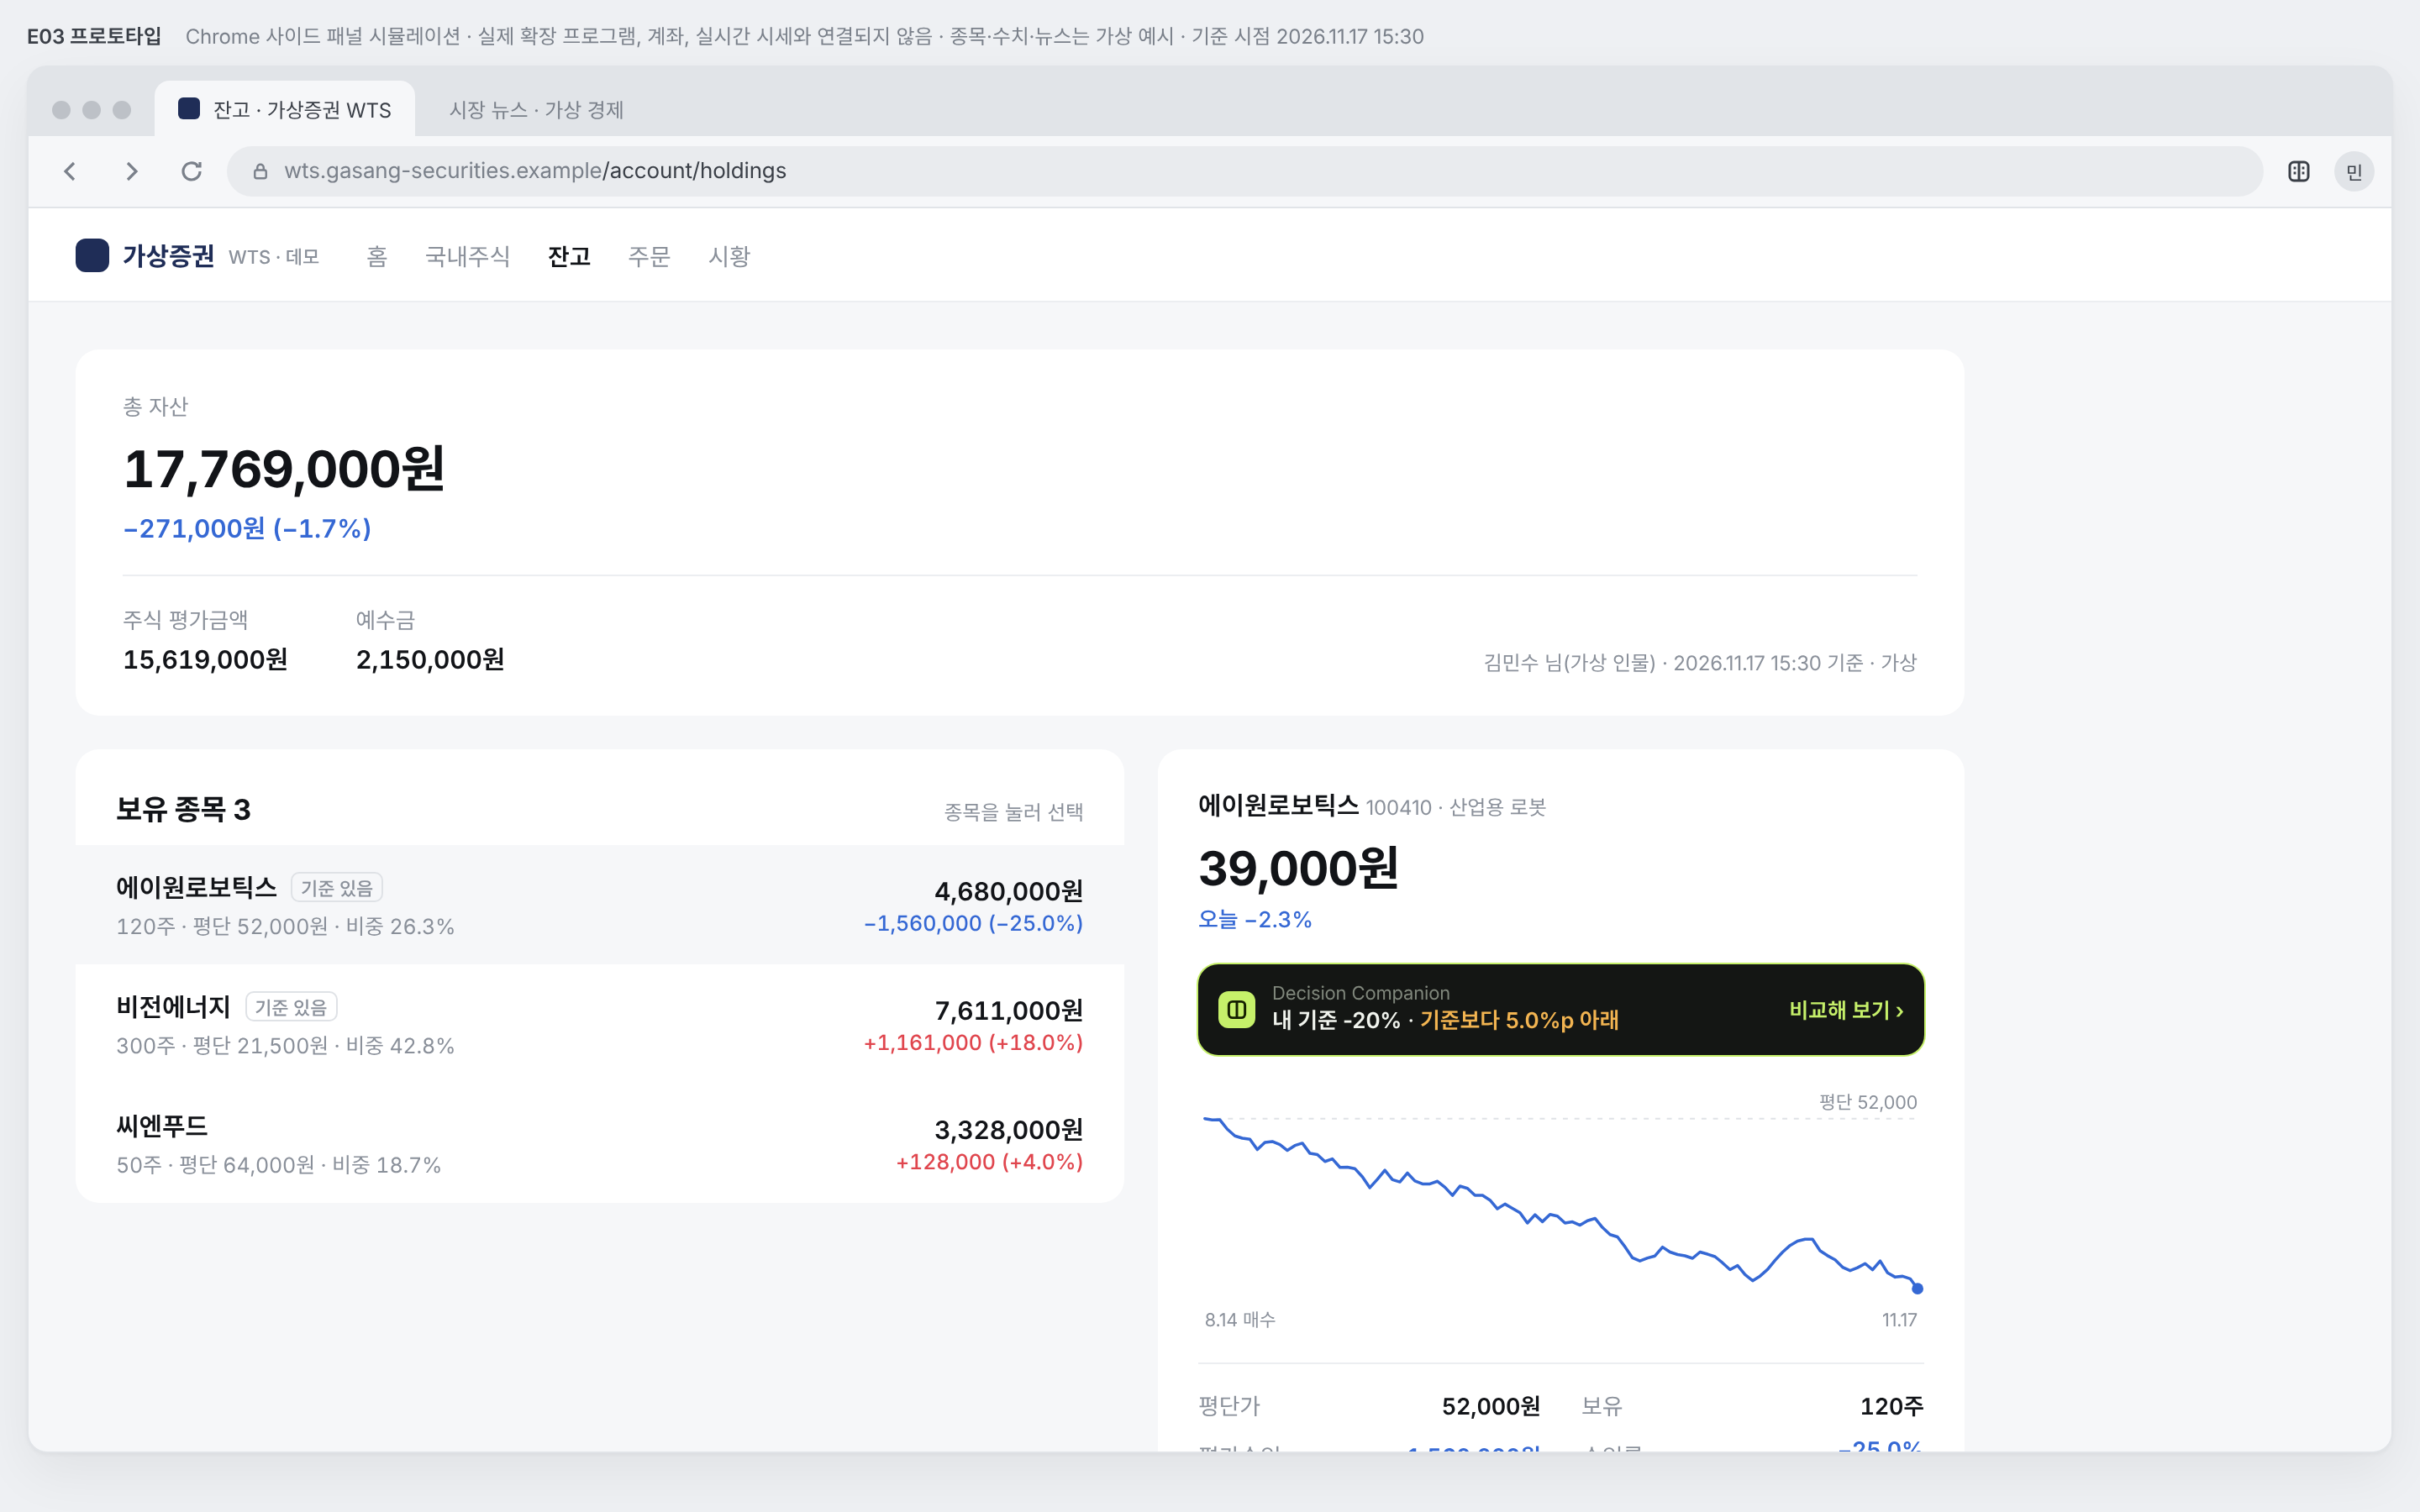 E03 프로토타입 Chrome 사이드 패널 시뮬레이션 · 실제 확장 프로그램, 계좌, 실시간 시세와 연결되지 않음 · 종목·수치·뉴스는 가상 예시 · 기준 시점 2026.11.17 15:30
잔고 · 가상증권 WTS 시장 뉴스 · 가상 경제
wts.gasang-securities.example/account/holdings 민
가상증권 WTS · 데모 홈 국내주식 잔고 주문 시황
총 자산
17,769,000원
−271,000원 (−1.7%)
주식 평가금액 예수금
15,619,000원 2,150,000원
김민수 님(가상 인물) · 2026.11.17 15:30 기준 · 가상
보유 종목 3 종목을 눌러 선택
에이원로보틱스 기준 있음 4,680,000원
120주 · 평단 52,000원 · 비중 26.3% −1,560,000 (−25.0%)
비전에너지 기준 있음 7,611,000원
300주 · 평단 21,500원 · 비중 42.8% +1,161,000 (+18.0%)
씨엔푸드 3,328,000원
50주 · 평단 64,000원 · 비중 18.7% +128,000 (+4.0%)
에이원로보틱스 100410 · 산업용 로봇
39,000원
오늘 −2.3%
Decision Companion
내 기준 -20% · 기준보다 5.0%p 아래 비교해 보기 ›
평단 52,000
8.14 매수 11.17
평단가 52,000원 보유 120주
−25.0%